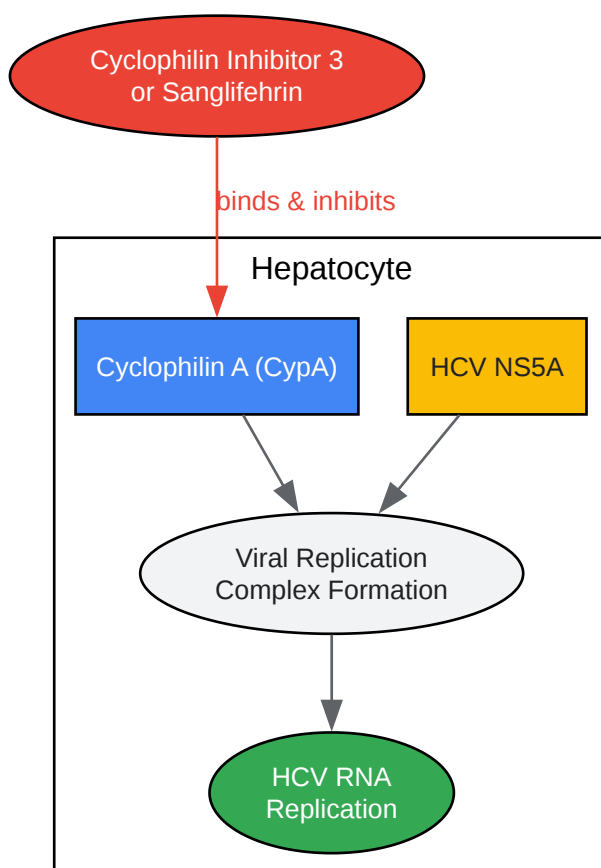 Cyclophilin Inhibitor 3
or Sanglifehrin
binds & inhibits
Hepatocyte
Cyclophilin A (CypA)
HCV NS5A
Viral Replication
Complex Formation
HCV RNA
Replication